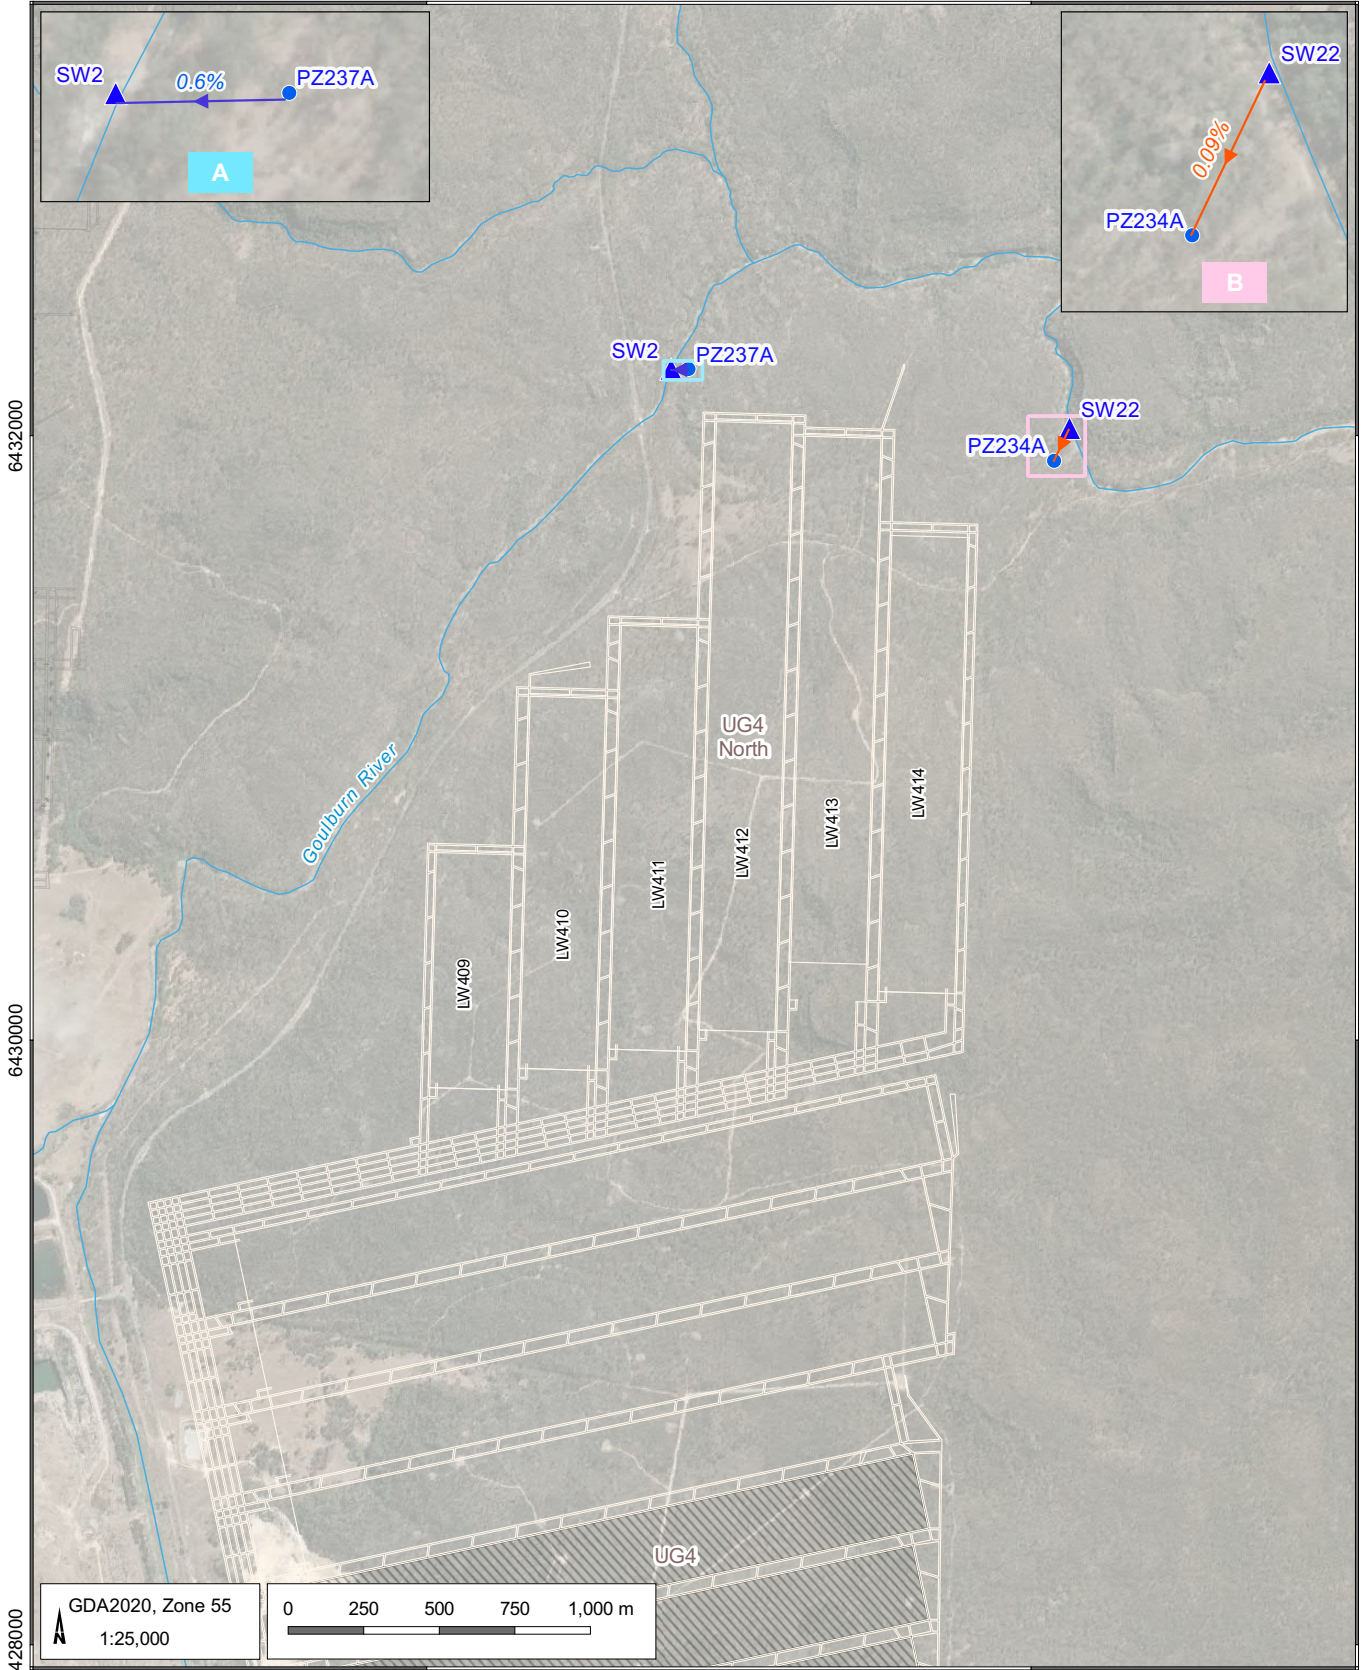 SW2
0.6%
PZ237A
A
SW22
0.09%
PZ234A
B
SW2
PZ237A
SW22
PZ234A
6432000
UG4
North
Goulburn River
LW414
LW413
LW412
LW411
LW410
LW409
6430000
UG4
GDA2020, Zone 55
1:25,000
N
0 250 500 750 1,000 m
428000